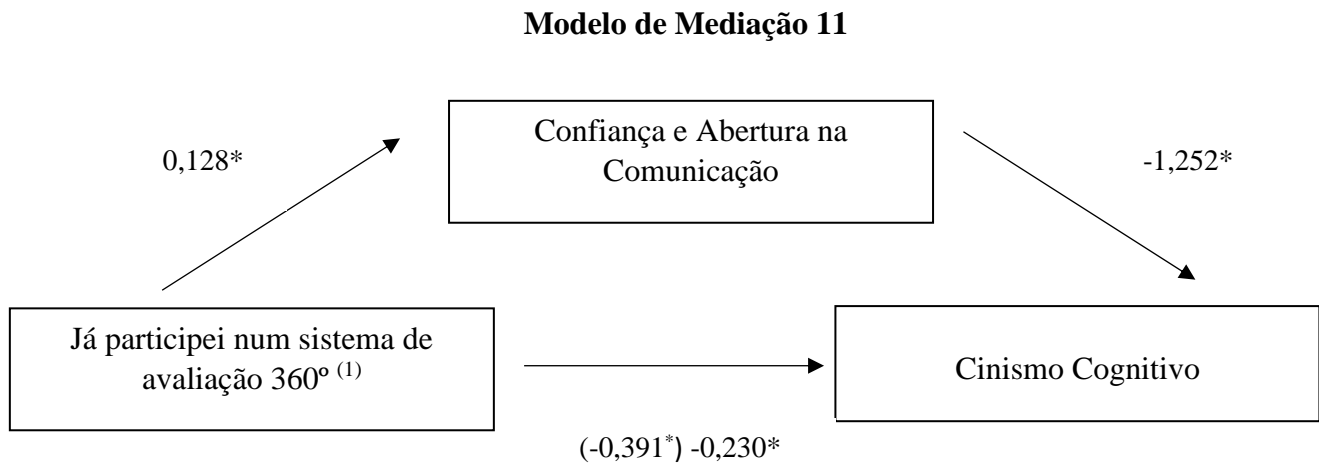 Modelo de Mediação 11
Confiança e Abertura na
Comunicação
0,128*
-1,252*
Já participei num sistema de
avaliação 360º (1)
Cinismo Cognitivo
(-0,391*) -0,230*